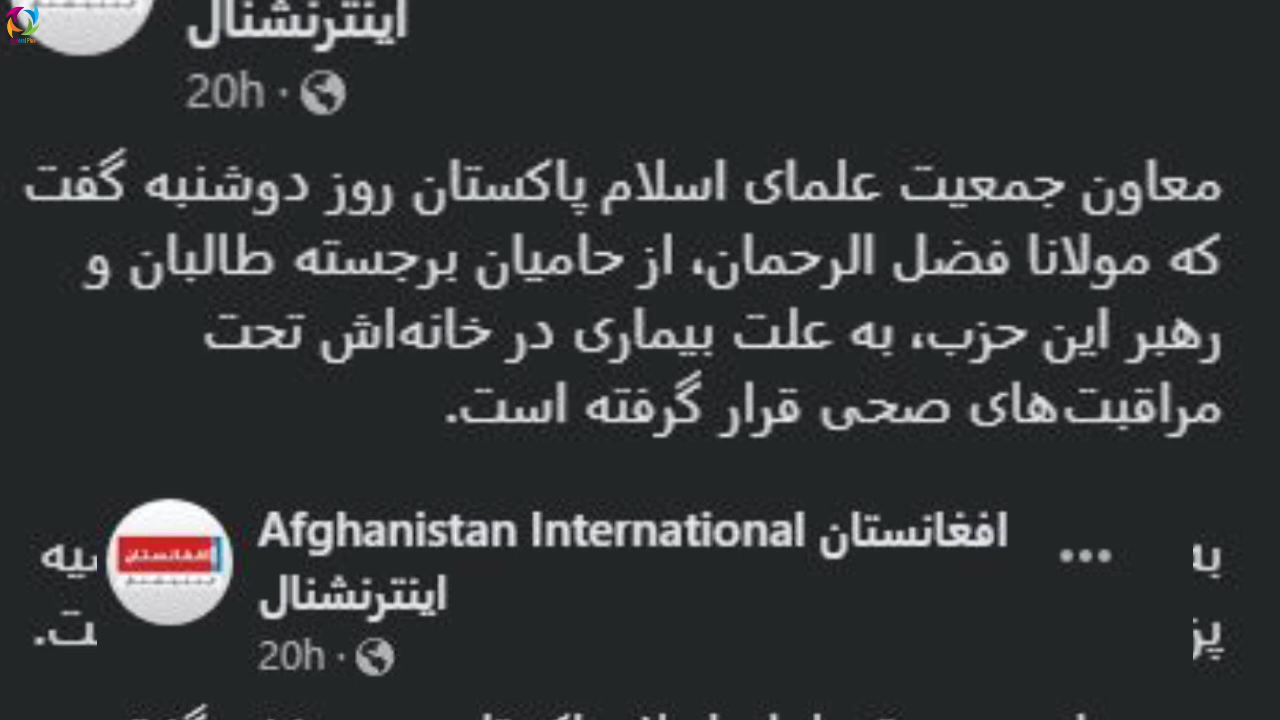 اینترنشنال
20h ·
معاون جمعیت علمای اسلام پاکستان روز دوشنبه گفت
که مولانا فضل الرحمان، از حامیان برجسته طالبان و
رهبر این حزب، به علت بیماری در خانه‌اش تحت
مراقبت‌های صحی قرار گرفته است.
Afghanistan International افغانستان
اینترنشنال
افغانستان
20h ·
به